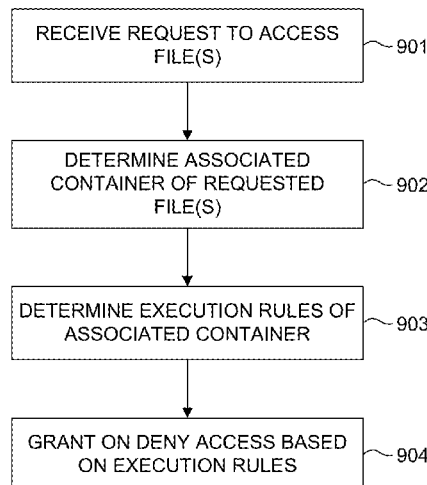 RECEIVE REQUEST TO ACCESS
FILE(S)
901
DETERMINE ASSOCIATED
CONTAINER OF REQUESTED
FILE(S)
902
DETERMINE EXECUTION RULES OF
ASSOCIATED CONTAINER
903
GRANT ON DENY ACCESS BASED
ON EXECUTION RULES
904